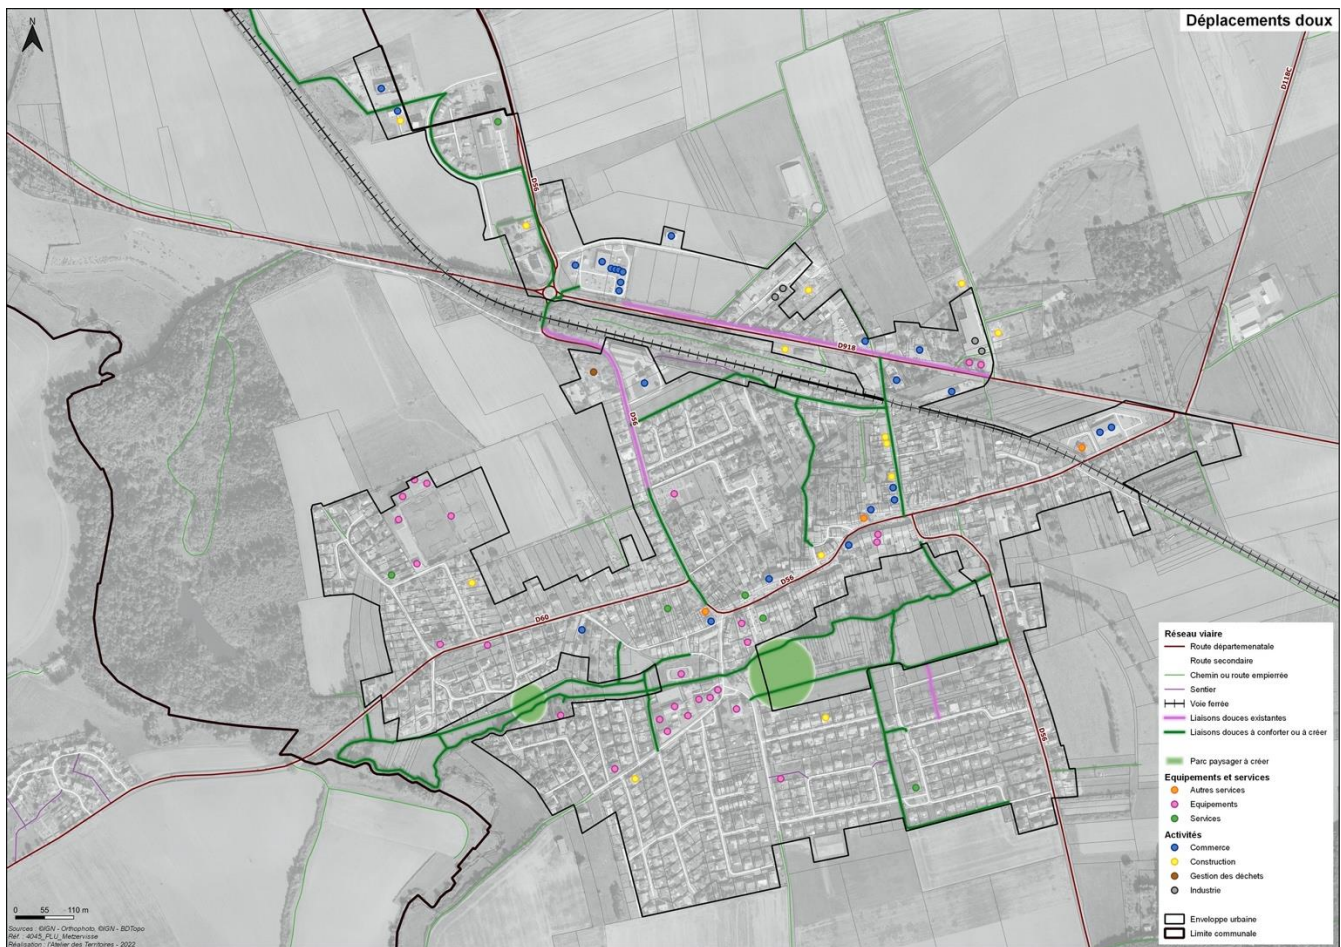 Déplacements doux
N
D56
D118C
D918
D56
D56
D60
D56
Réseau viaire
Route départemenatale
Route secondaire
Chemin ou route empierrée
Sentier
Voie ferrée
Liaisons douces existantes
Liaisons douces à conforter ou à créer
Parc paysager à créer
Equipements et services
Autres services
Equipements
Services
Activités
Commerce
Construction
Gestion des déchets
Industrie
Enveloppe urbaine
Limite communale
0 55 110 m
Sources : ©IGN - Orthophoto, ©IGN - BDTopo
Réf. : 4045_PLU_Metzervisse
Réalisation : l'Atelier des Territoires - 2022